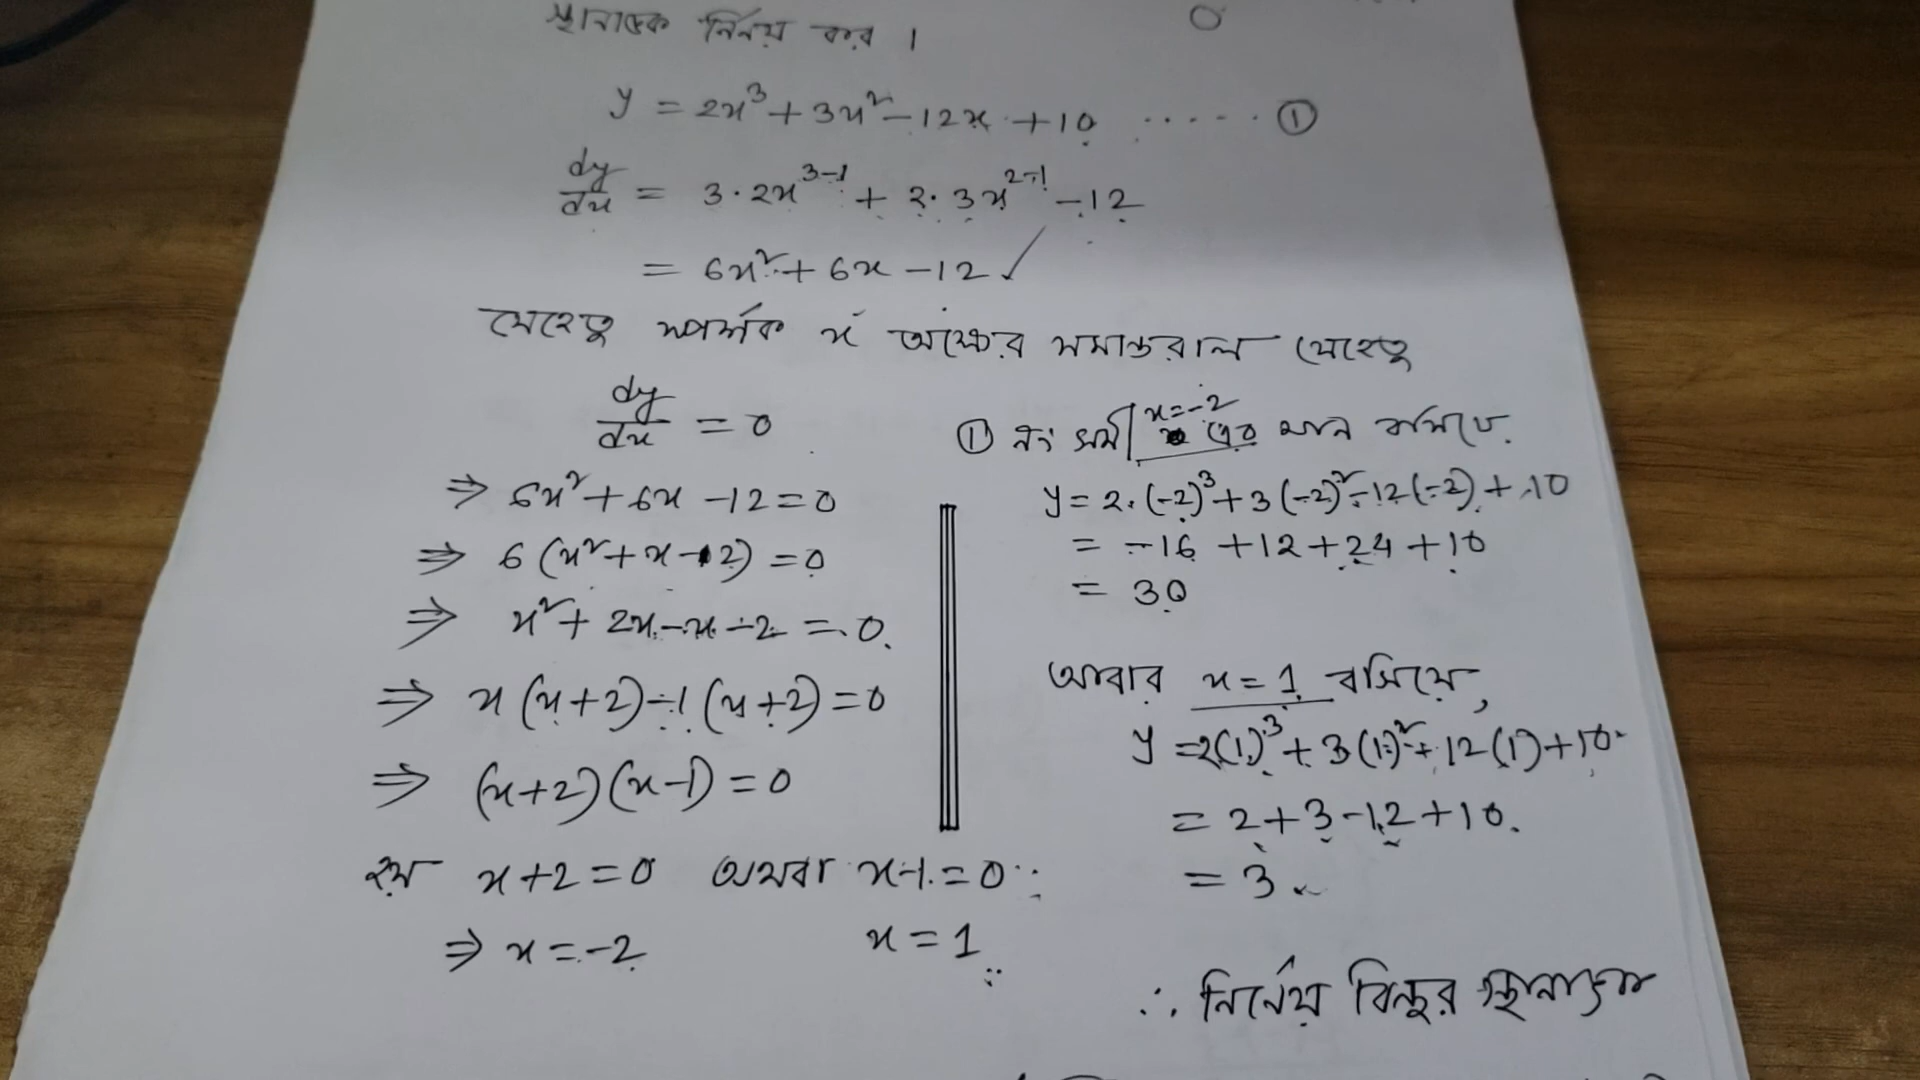 স্থানাঙ্ক নির্ণয় কর ।
y = 2x³ + 3x² - 12x + 10 ...... ①
dy/dx = 3·2x³⁻¹ + 2·3x²⁻¹ - 12
= 6x² + 6x - 12 ✓
যেহেতু স্পর্শক x অক্ষের সমান্তরাল সেহেতু
dy/dx = 0
⇒ 6x² + 6x - 12 = 0
⇒ 6(x² + x - 2) = 0
⇒ x² + 2x - x - 2 = 0
⇒ x(x+2) - 1(x+2) = 0
⇒ (x+2)(x-1) = 0
হয় x+2 = 0 অথবা x-1 = 0
⇒ x = -2 x = 1
① নং সমী x=-2 এর মান বসিয়ে
y = 2·(-2)³ + 3(-2)² - 12(-2) + 10
= -16 + 12 + 24 + 10
= 30
আবার x = 1 বসিয়ে,
y = 2(1)³ + 3(1)² - 12(1) + 10
= 2 + 3 - 12 + 10
= 3
∴ নির্ণেয় বিন্দুর স্থানাঙ্ক